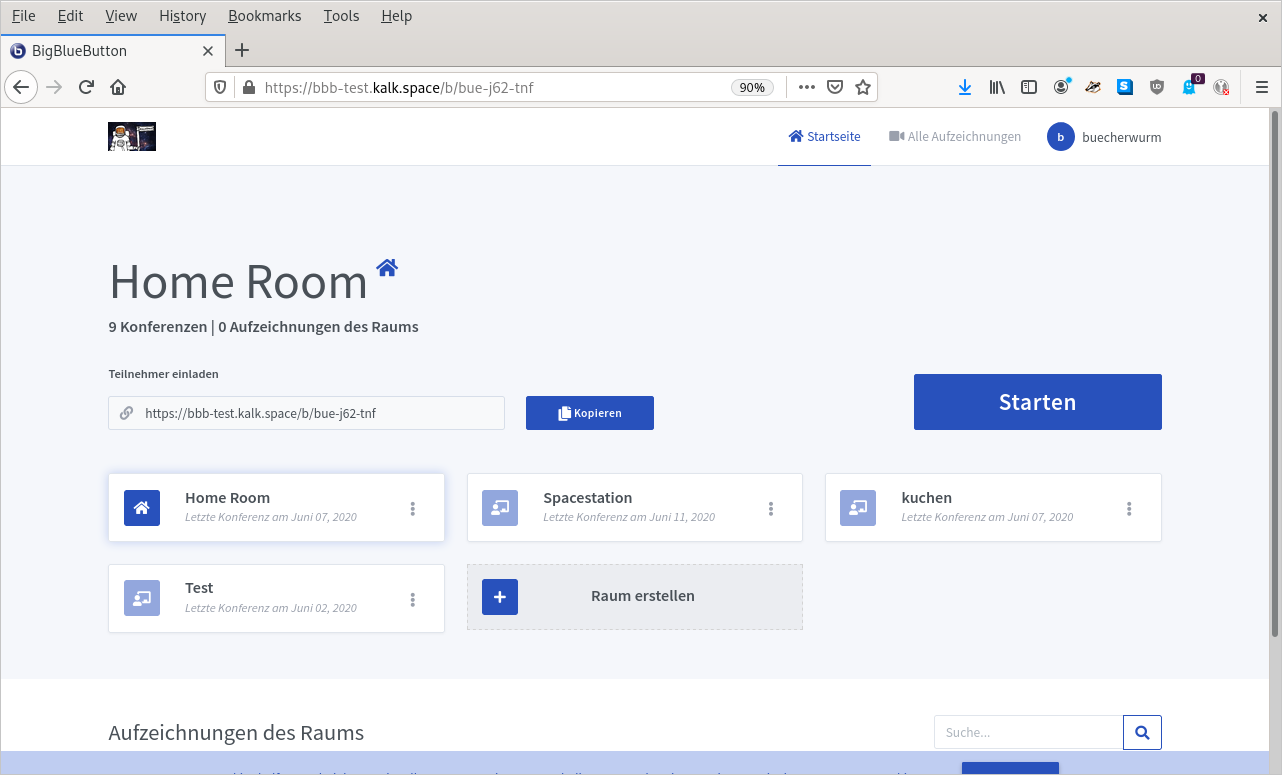 File Edit View History Bookmarks Tools Help
BigBlueButton
https://bbb-test.kalk.space/b/bue-j62-tnf 90% 0
Startseite Alle Aufzeichnungen b buecherwurm
Home Room
9 Konferenzen | 0 Aufzeichnungen des Raums
Teilnehmer einladen
https://bbb-test.kalk.space/b/bue-j62-tnf Kopieren Starten
Home Room Spacestation kuchen
Letzte Konferenz am Juni 07, 2020 Letzte Konferenz am Juni 11, 2020 Letzte Konferenz am Juni 07, 2020
Test
Letzte Konferenz am Juni 02, 2020
Raum erstellen
Aufzeichnungen des Raums Suche...